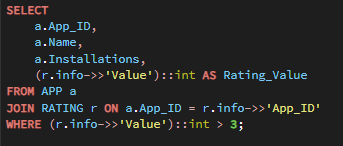 SELECT
    a.App_ID,
    a.Name,
    a.Installations,
    (r.info->>'Value')::int AS Rating_Value
FROM APP a
JOIN RATING r ON a.App_ID = r.info->>'App_ID'
WHERE (r.info->>'Value')::int > 3;